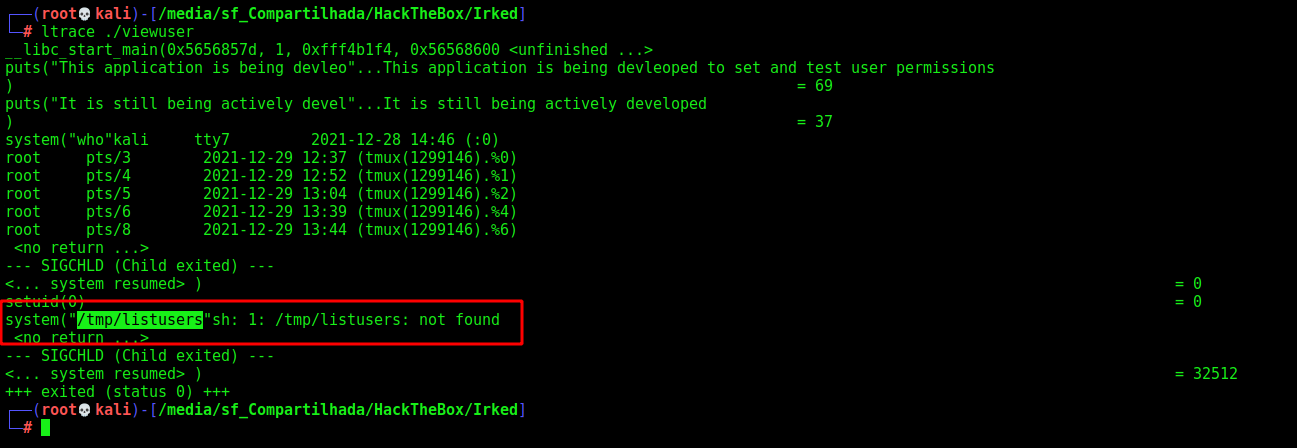 ┌──(root💀kali)-[/media/sf_Compartilhada/HackTheBox/Irked]
└─# ltrace ./viewuser
__libc_start_main(0x5656857d, 1, 0xfff4b1f4, 0x56568600 <unfinished ...>
puts("This application is being devleo"...This application is being devleoped to set and test user permissions
) = 69
puts("It is still being actively devel"...It is still being actively developed
) = 37
system("who"kali     tty7         2021-12-28 14:46 (:0)
root     pts/3        2021-12-29 12:37 (tmux(1299146).%0)
root     pts/4        2021-12-29 12:52 (tmux(1299146).%1)
root     pts/5        2021-12-29 13:04 (tmux(1299146).%2)
root     pts/6        2021-12-29 13:39 (tmux(1299146).%4)
root     pts/8        2021-12-29 13:44 (tmux(1299146).%6)
 <no return ...>
--- SIGCHLD (Child exited) ---
<... system resumed> ) = 0
setuid(0) = 0
system("/tmp/listusers"sh: 1: /tmp/listusers: not found
 <no return ...>
--- SIGCHLD (Child exited) ---
<... system resumed> ) = 32512
+++ exited (status 0) +++
┌──(root💀kali)-[/media/sf_Compartilhada/HackTheBox/Irked]
└─#